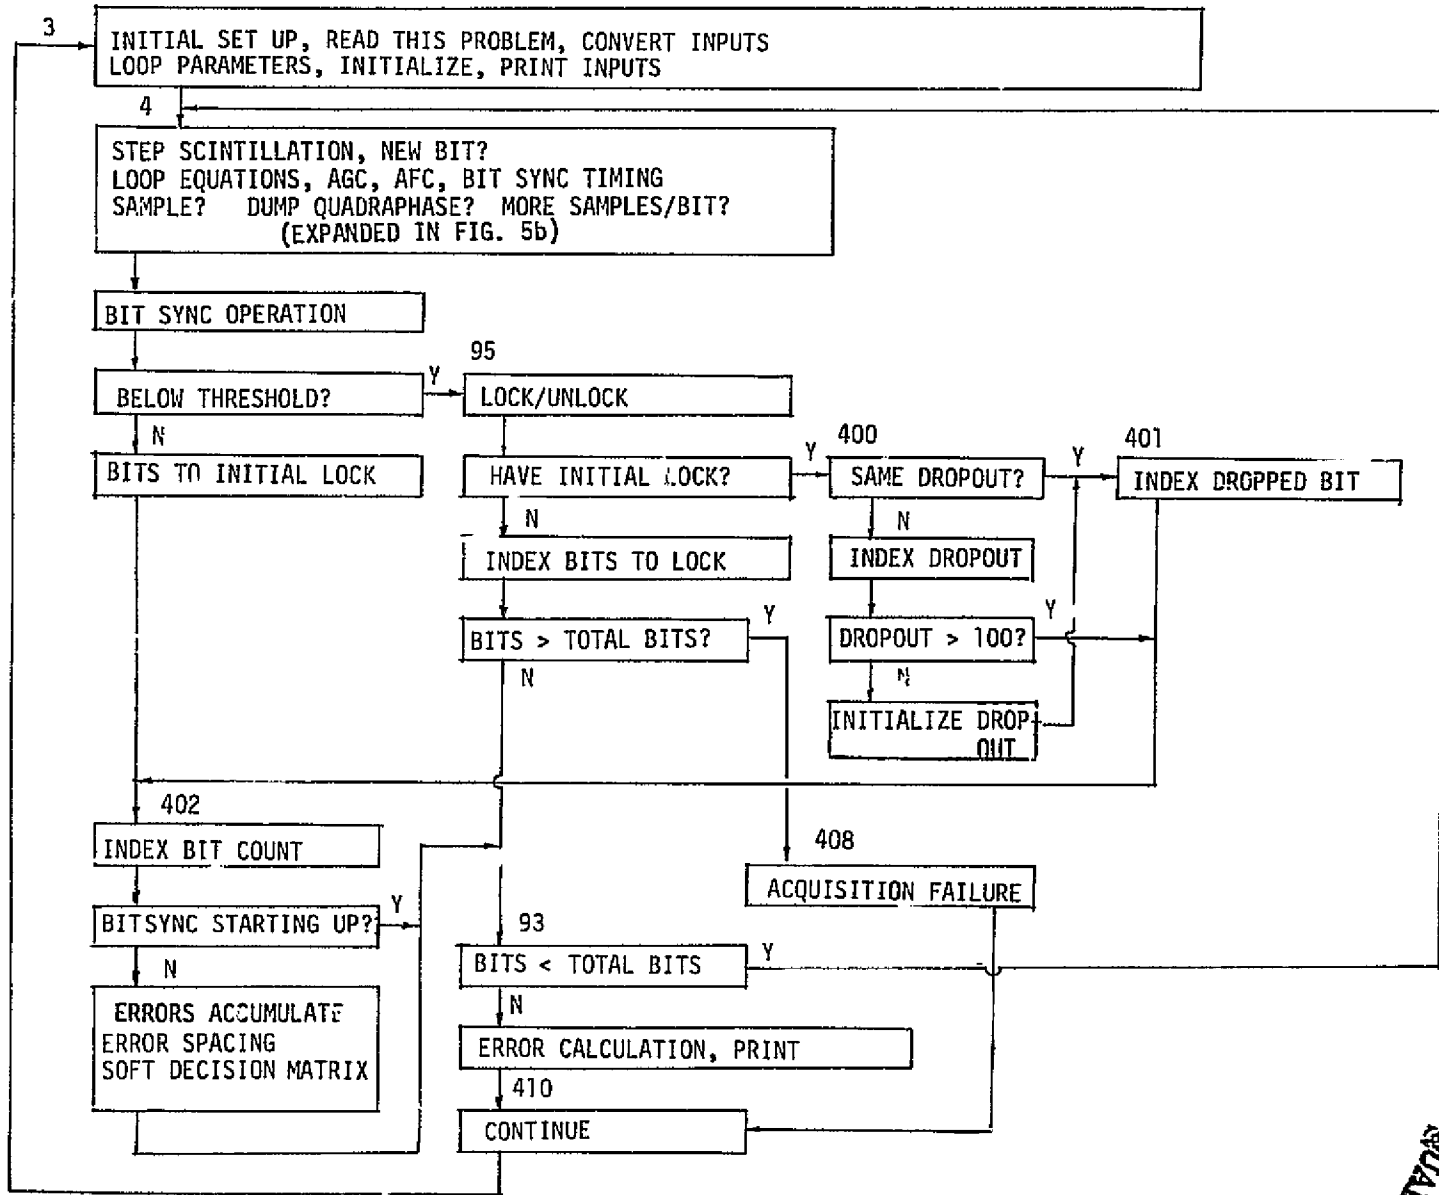 3
INITIAL SET UP, READ THIS PROBLEM, CONVERT INPUTS
LOOP PARAMETERS, INITIALIZE, PRINT INPUTS
4
STEP SCINTILLATION, NEW BIT?
LOOP EQUATIONS, AGC, AFC, BIT SYNC TIMING
SAMPLE? DUMP QUADRAPHASE? MORE SAMPLES/BIT?
(EXPANDED IN FIG. 5b)
BIT SYNC OPERATION
95
BELOW THRESHOLD?
Y
LOCK/UNLOCK
N
BITS TO INITIAL LOCK
HAVE INITIAL LOCK?
Y
400
SAME DROPOUT?
Y
401
INDEX DROPPED BIT
N
INDEX BITS TO LOCK
N
INDEX DROPOUT
BITS > TOTAL BITS?
Y
DROPOUT > 100?
Y
N
N
INITIALIZE DROP
OUT
402
INDEX BIT COUNT
408
ACQUISITION FAILURE
BITSYNC STARTING UP?
Y
93
BITS < TOTAL BITS
Y
N
N
ERRORS ACCUMULATE
ERROR SPACING
SOFT DECISION MATRIX
ERROR CALCULATION, PRINT
410
CONTINUE